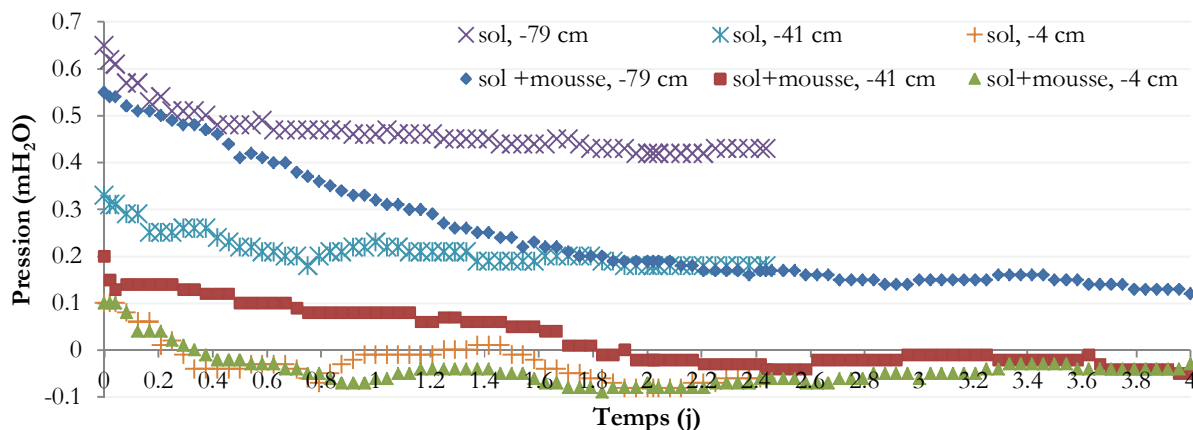 0.7
0.6
0.5
0.4
0.3
0.2
0.1
0
-0.1
Pression (mH₂O)
sol, -79 cm
sol, -41 cm
sol, -4 cm
sol +mousse, -79 cm
sol+mousse, -41 cm
sol+mousse, -4 cm
0 0.2 0.4 0.6 0.8 1 1.2 1.4 1.6 1.8 2 2.2 2.4 2.6 2.8 3 3.2 3.4 3.6 3.8 4
Temps (j)